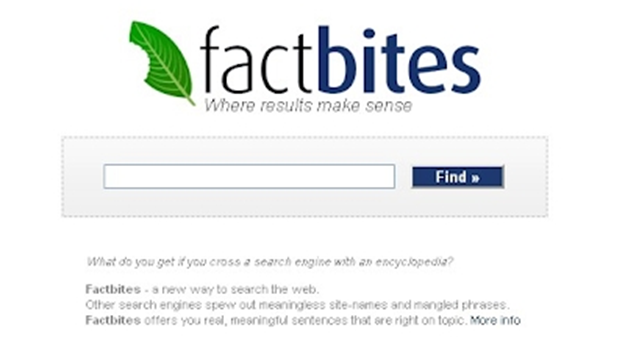 factbites
Where results make sense
Find »
What do you get if you cross a search engine with an encyclopedia?
Factbites - a new way to search the web.
Other search engines spew out meaningless site-names and mangled phrases.
Factbites offers you real, meaningful sentences that are right on topic. More info